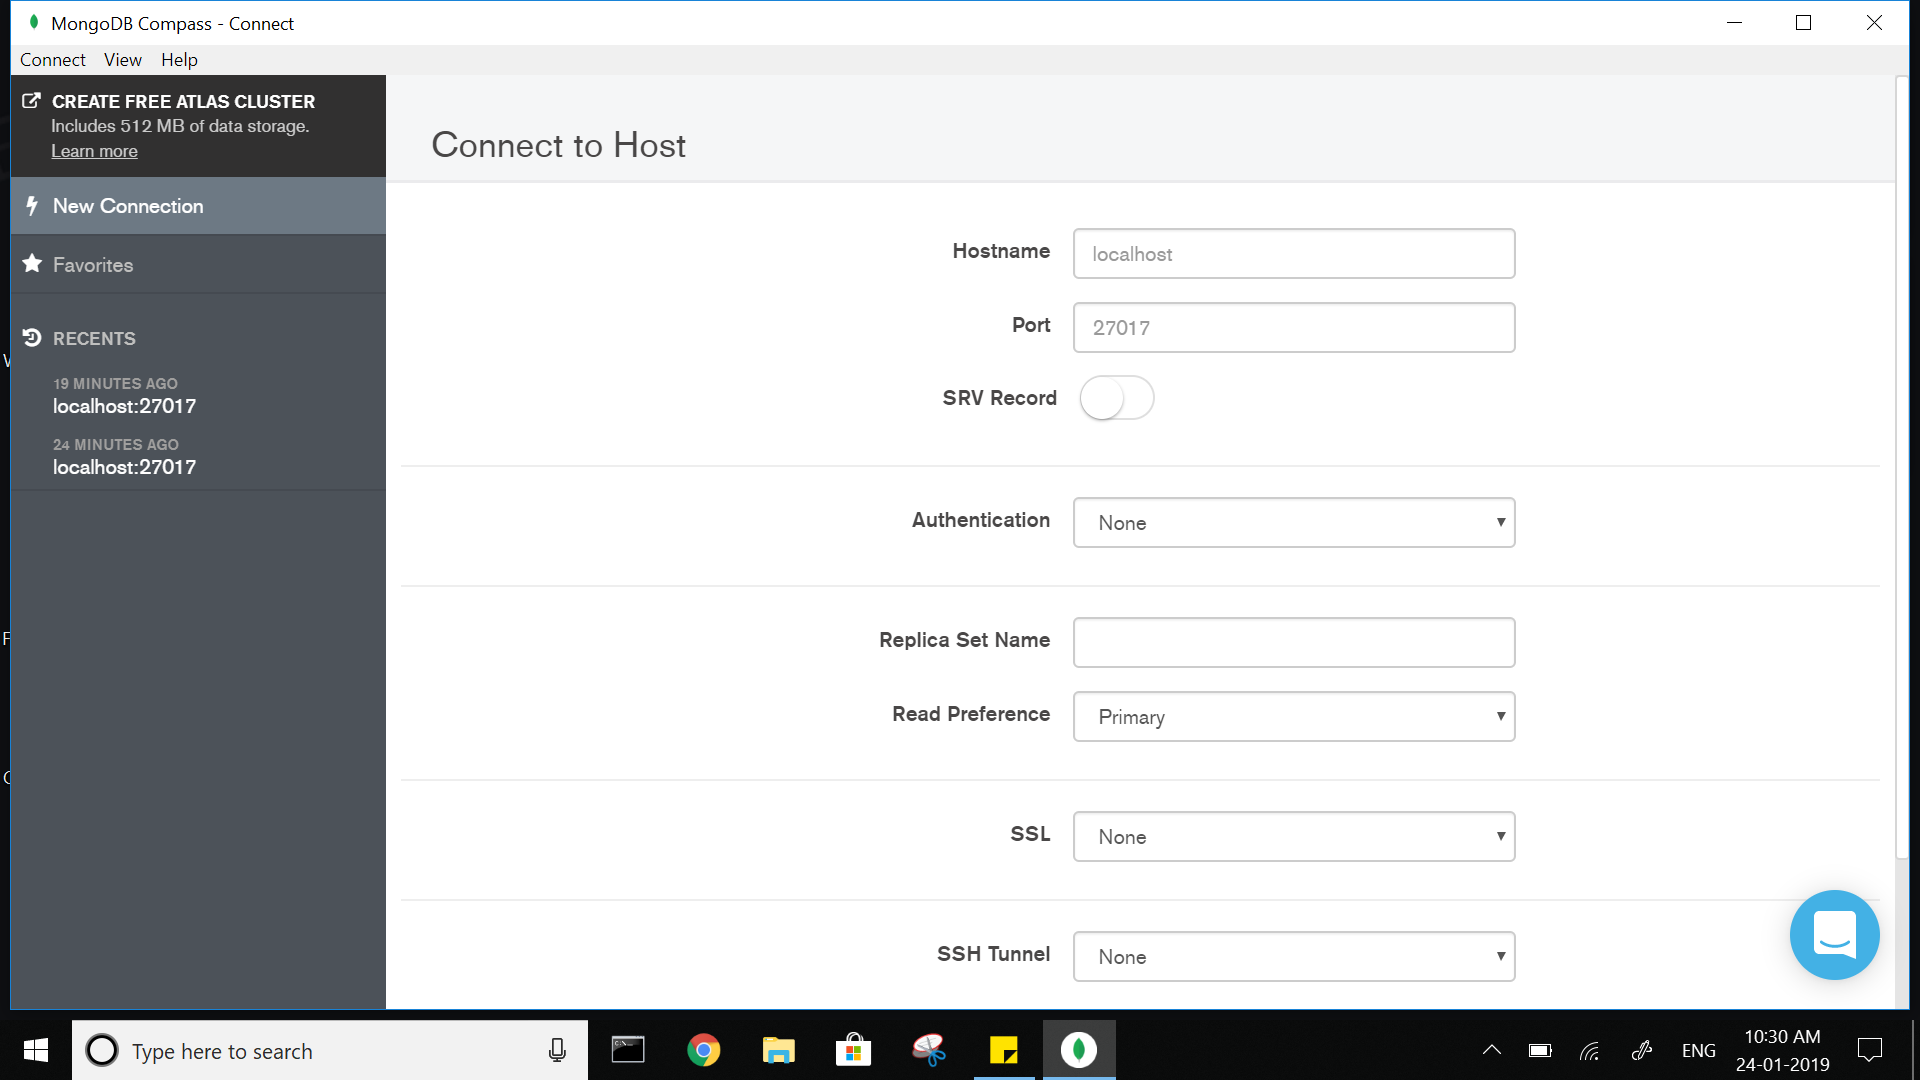 MongoDB Compass - Connect
Connect View Help
CREATE FREE ATLAS CLUSTER
Includes 512 MB of data storage.
Learn more
New Connection
Favorites
RECENTS
19 MINUTES AGO
localhost:27017
24 MINUTES AGO
localhost:27017
Connect to Host
Hostname localhost
Port 27017
SRV Record
Authentication None
Replica Set Name
Read Preference Primary
SSL None
SSH Tunnel None
Type here to search
ENG
10:30 AM
24-01-2019